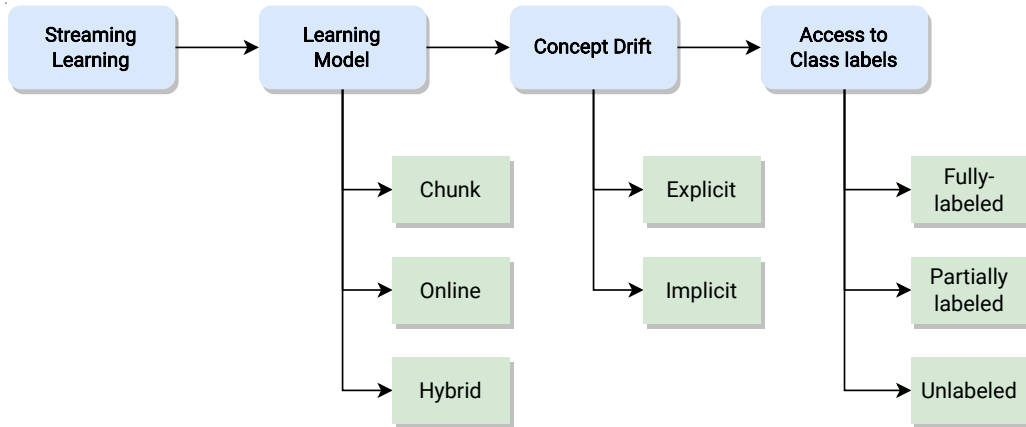 Streaming
Learning
Learning
Model
Concept Drift
Access to
Class labels
Chunk
Online
Hybrid
Explicit
Implicit
Fully-
labeled
Partially
labeled
Unlabeled